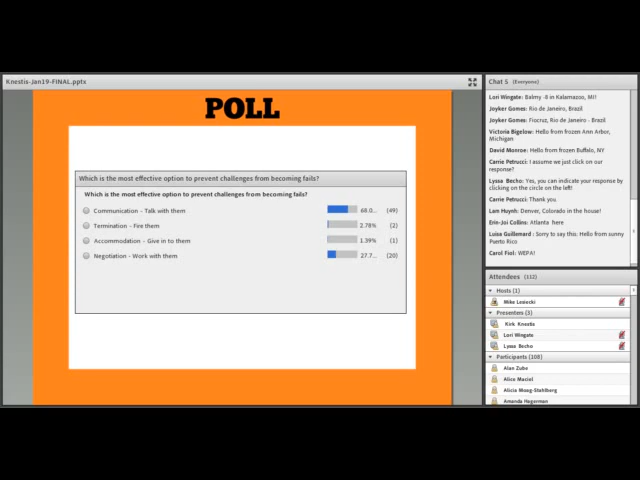 Knestis-Jan19-FINAL.pptx
POLL
Which is the most effective option to prevent challenges from becoming fails?
Which is the most effective option to prevent challenges from becoming fails?
Communication - Talk with them 68.0... (49)
Termination - Fire them 2.78% (2)
Accommodation - Give in to them 1.39% (1)
Negotiation - Work with them 27.7... (20)
Chat 5 (Everyone)
Lori Wingate: Balmy -8 in Kalamazoo, MI!
Joyker Gomes: Rio de Janeiro, Brazil
Joyker Gomes: Fiocruz, Rio de Janeiro - Brazil
Victoria Bigelow: Hello from frozen Ann Arbor,
Michigan
David Monroe: Hello from frozen Buffalo, NY
Carrie Petrucci: I assume we just click on our
response?
Lyssa Becho: Yes, you can indicate your response by
clicking on the circle on the left!
Carrie Petrucci: Thank you.
Lam Huynh: Denver, Colorado in the house!
Erin-Joi Collins: Atlanta here
Luisa Guillemard: Sorry to say this: Hello from sunny
Puerto Rico
Carol Fiol: WEPA!
Attendees (112)
Hosts (1)
Mike Lesiecki
Presenters (3)
Kirk Knestis
Lori Wingate
Lyssa Becho
Participants (108)
Alan Zube
Alice Maciel
Alicia Wong-Stahlberg
Amanda Hagerman